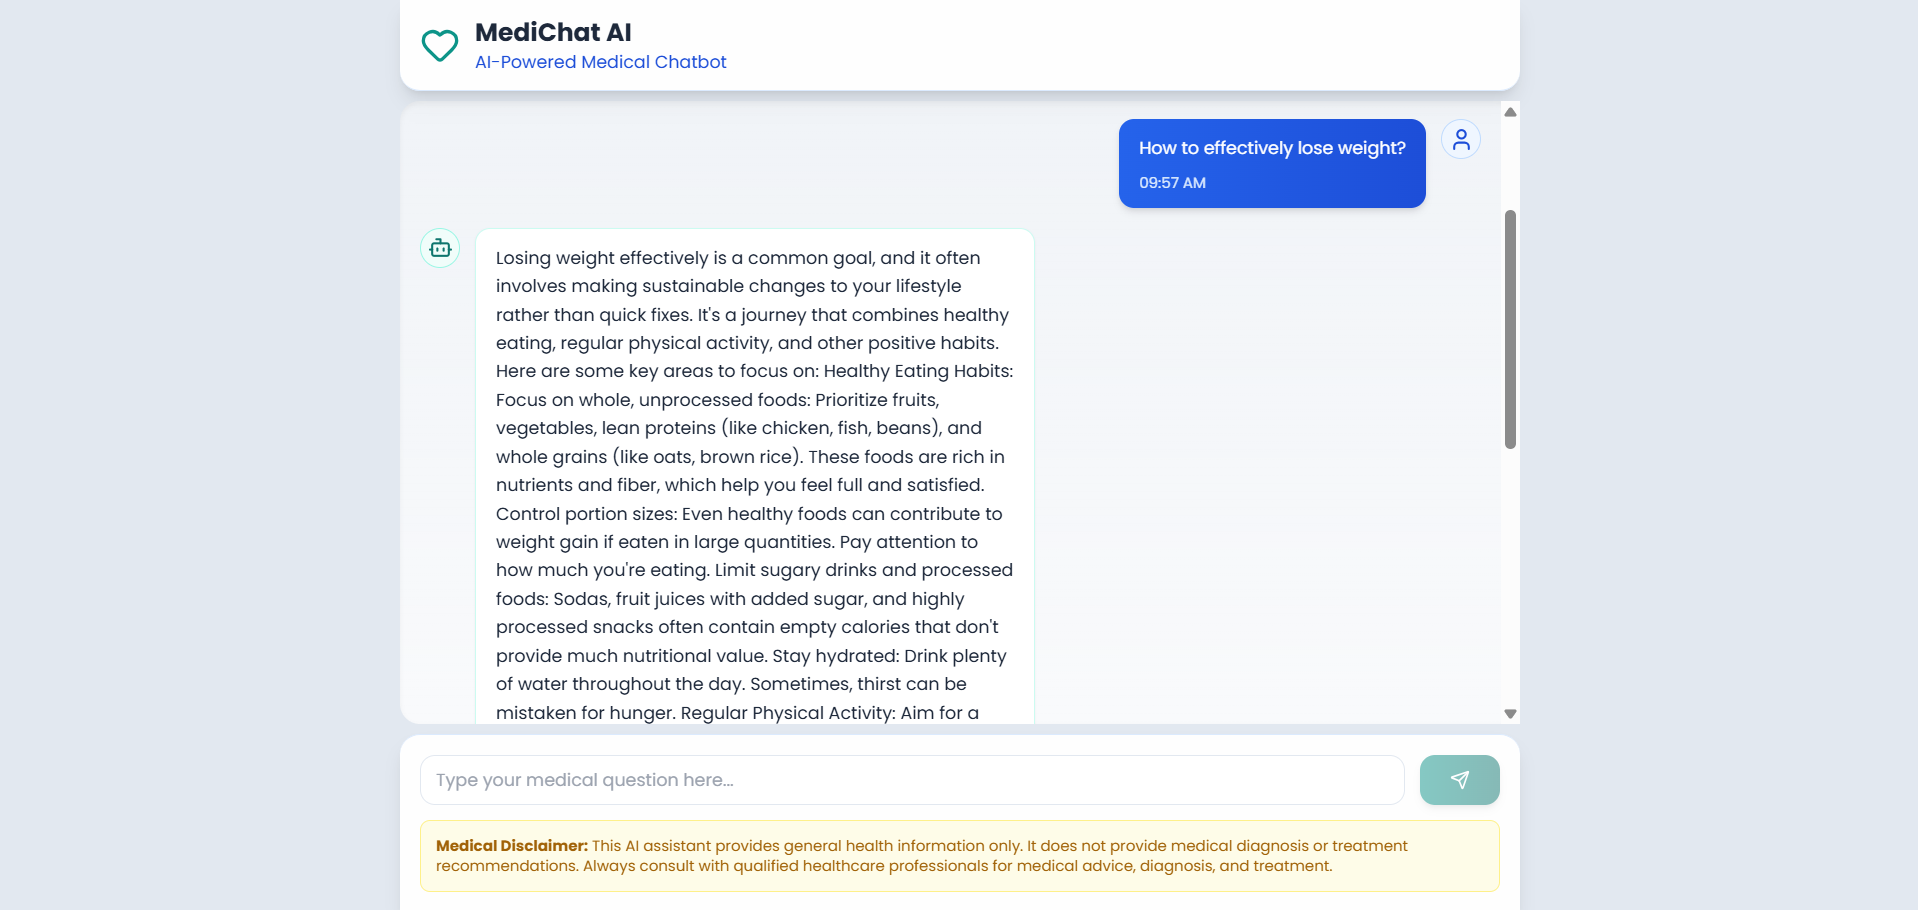 MediChat AI
AI-Powered Medical Chatbot
How to effectively lose weight?
09:57 AM
Losing weight effectively is a common goal, and it often
involves making sustainable changes to your lifestyle
rather than quick fixes. It's a journey that combines healthy
eating, regular physical activity, and other positive habits.
Here are some key areas to focus on: Healthy Eating Habits:
Focus on whole, unprocessed foods: Prioritize fruits,
vegetables, lean proteins (like chicken, fish, beans), and
whole grains (like oats, brown rice). These foods are rich in
nutrients and fiber, which help you feel full and satisfied.
Control portion sizes: Even healthy foods can contribute to
weight gain if eaten in large quantities. Pay attention to
how much you're eating. Limit sugary drinks and processed
foods: Sodas, fruit juices with added sugar, and highly
processed snacks often contain empty calories that don't
provide much nutritional value. Stay hydrated: Drink plenty
of water throughout the day. Sometimes, thirst can be
mistaken for hunger. Regular Physical Activity: Aim for a
Type your medical question here...
Medical Disclaimer: This AI assistant provides general health information only. It does not provide medical diagnosis or treatment
recommendations. Always consult with qualified healthcare professionals for medical advice, diagnosis, and treatment.